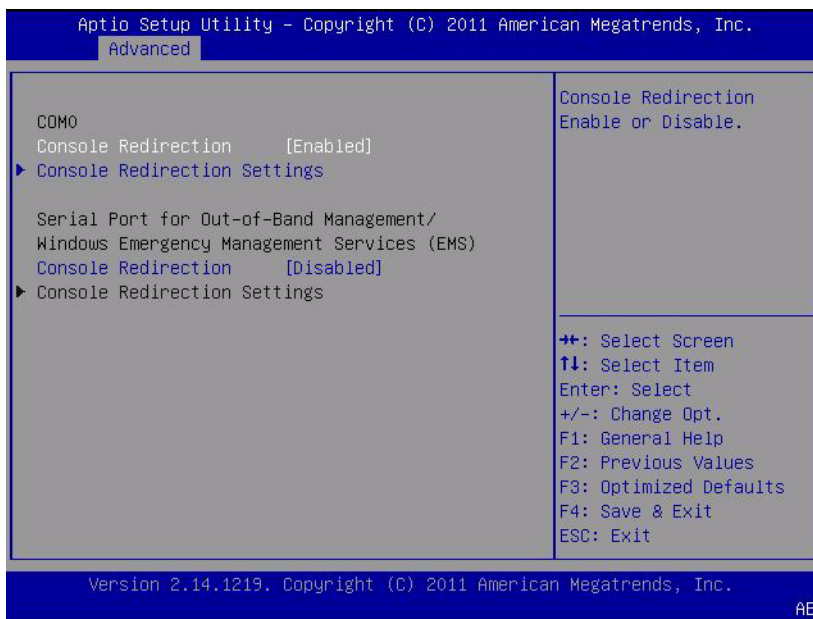 Aptio Setup Utility – Copyright (C) 2011 American Megatrends, Inc.
Advanced
COM0
Console Redirection [Enabled]
▶ Console Redirection Settings
Serial Port for Out-of-Band Management/
Windows Emergency Management Services (EMS)
Console Redirection [Disabled]
▶ Console Redirection Settings
Console Redirection
Enable or Disable.
→←: Select Screen
↑↓: Select Item
Enter: Select
+/-: Change Opt.
F1: General Help
F2: Previous Values
F3: Optimized Defaults
F4: Save & Exit
ESC: Exit
Version 2.14.1219. Copyright (C) 2011 American Megatrends, Inc.
AB